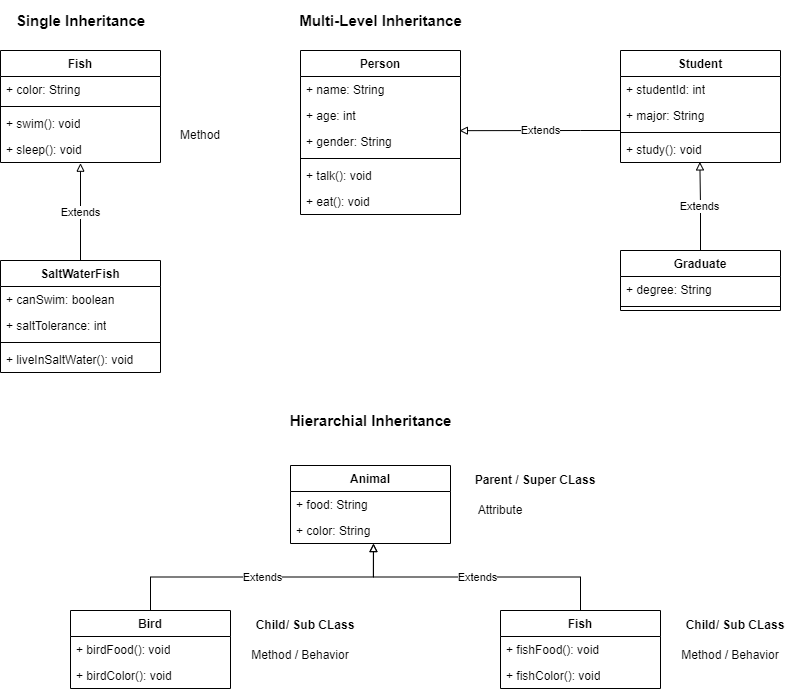 Single Inheritance
Fish
+ color: String
+ swim(): void
+ sleep(): void
Method
Extends
SaltWaterFish
+ canSwim: boolean
+ saltTolerance: int
+ liveInSaltWater(): void
Multi-Level Inheritance
Person
+ name: String
+ age: int
+ gender: String
+ talk(): void
+ eat(): void
Extends
Student
+ studentId: int
+ major: String
+ study(): void
Extends
Graduate
+ degree: String
Hierarchial Inheritance
Animal
+ food: String
+ color: String
Parent / Super CLass
Attribute
Extends
Extends
Bird
+ birdFood(): void
+ birdColor(): void
Child/ Sub CLass
Method / Behavior
Fish
+ fishFood(): void
+ fishColor(): void
Child/ Sub CLass
Method / Behavior